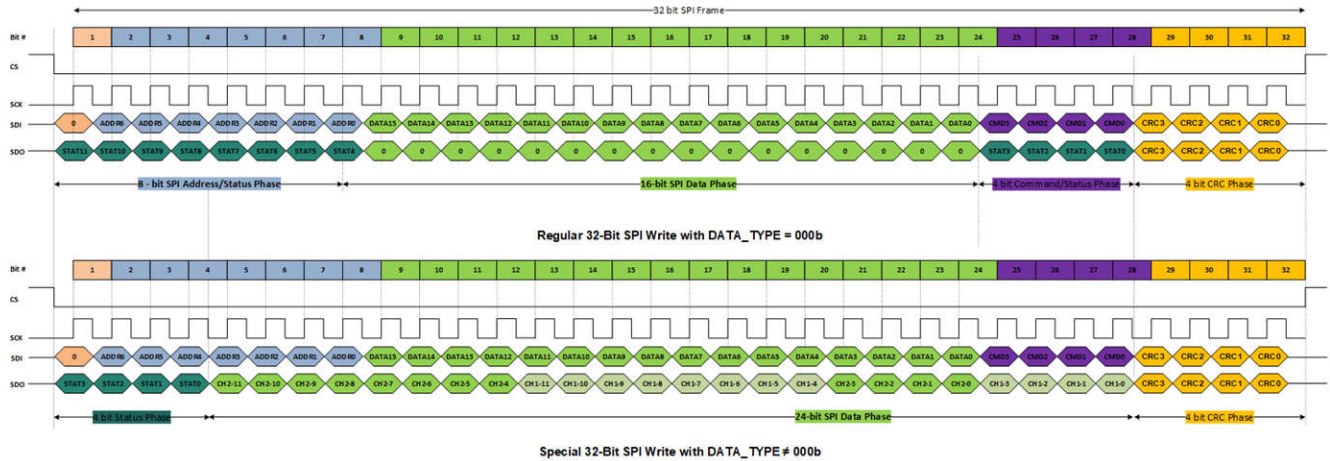 32 bit SPI Frame
Bit # 1 2 3 4 5 6 7 8 9 10 11 12 13 14 15 16 17 18 19 20 21 22 23 24 25 26 27 28 29 30 31 32
CS
SCK
SDI 0 ADDR6 ADDR5 ADDR4 ADDR3 ADDR2 ADDR1 ADDR0 DATA15 DATA14 DATA13 DATA12 DATA11 DATA10 DATA9 DATA8 DATA7 DATA6 DATA5 DATA4 DATA3 DATA2 DATA1 DATA0 CMD3 CMD2 CMD1 CMD0 CRC3 CRC2 CRC1 CRC0
SDO STAT11 STAT10 STAT9 STAT8 STAT7 STAT6 STAT5 STAT4 0 0 0 0 0 0 0 0 0 0 0 0 0 0 0 0 STAT3 STAT2 STAT1 STAT0 CRC3 CRC2 CRC1 CRC0
8 - bit SPI Address/Status Phase 16-bit SPI Data Phase 4 bit Command/Status Phase 4 bit CRC Phase
Regular 32-Bit SPI Write with DATA_TYPE = 000b
Bit # 1 2 3 4 5 6 7 8 9 10 11 12 13 14 15 16 17 18 19 20 21 22 23 24 25 26 27 28 29 30 31 32
CS
SCK
SDI 0 ADDR6 ADDR5 ADDR4 ADDR3 ADDR2 ADDR1 ADDR0 DATA15 DATA14 DATA13 DATA12 DATA11 DATA10 DATA9 DATA8 DATA7 DATA6 DATA5 DATA4 DATA3 DATA2 DATA1 DATA0 CMD3 CMD2 CMD1 CMD0 CRC3 CRC2 CRC1 CRC0
SDO STAT3 STAT2 STAT1 STAT0 CH2-11 CH2-10 CH2-9 CH2-8 CH2-7 CH2-6 CH2-5 CH2-4 CH1-11 CH1-10 CH1-9 CH1-8 CH1-7 CH1-6 CH1-5 CH1-4 CH2-3 CH2-2 CH2-1 CH2-0 CH1-3 CH1-2 CH1-1 CH1-0 CRC3 CRC2 CRC1 CRC0
4 bit Status Phase 24-bit SPI Data Phase 4 bit CRC Phase
Special 32-Bit SPI Write with DATA_TYPE ≠ 000b